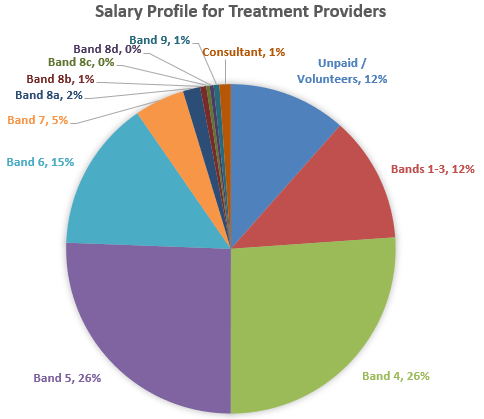 Salary Profile for Treatment Providers
Band 9, 1%
Band 8d, 0%
Consultant, 1%
Band 8c, 0%
Unpaid /
Volunteers, 12%
Band 8b, 1%
Band 8a, 2%
Band 7, 5%
Band 6, 15%
Bands 1-3, 12%
Band 5, 26%
Band 4, 26%